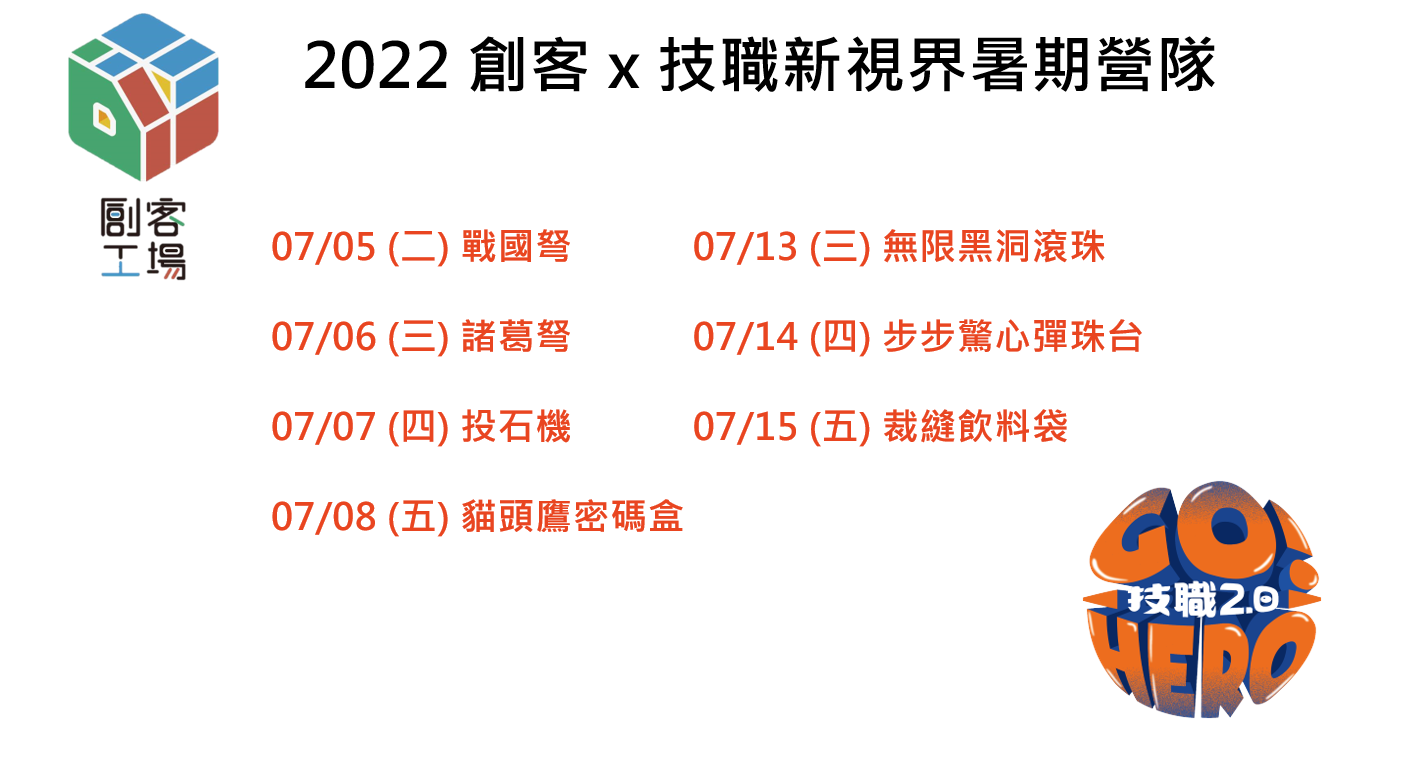 2022 創客 x 技職新視界暑期營隊
創客
工場
07/05 (二) 戰國弩
07/06 (三) 諸葛弩
07/07 (四) 投石機
07/08 (五) 貓頭鷹密碼盒
07/13 (三) 無限黑洞滾珠
07/14 (四) 步步驚心彈珠台
07/15 (五) 裁縫飲料袋
GO!
技職2.0
HERO